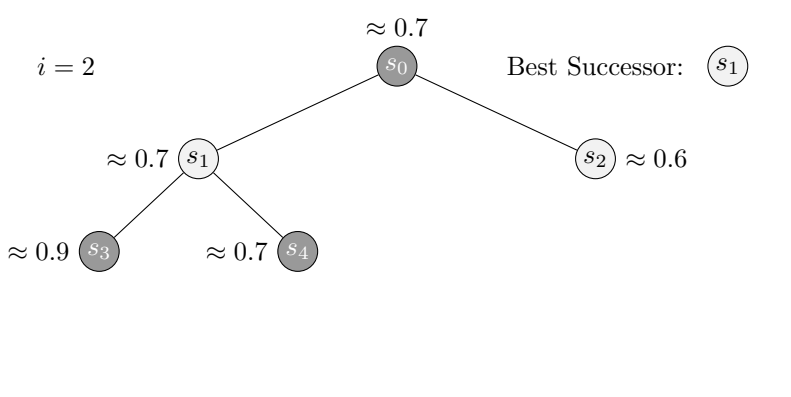 ≈ 0.7
i = 2
s₀
Best Successor: s₁
≈ 0.7 s₁
s₂ ≈ 0.6
≈ 0.9 s₃
≈ 0.7 s₄